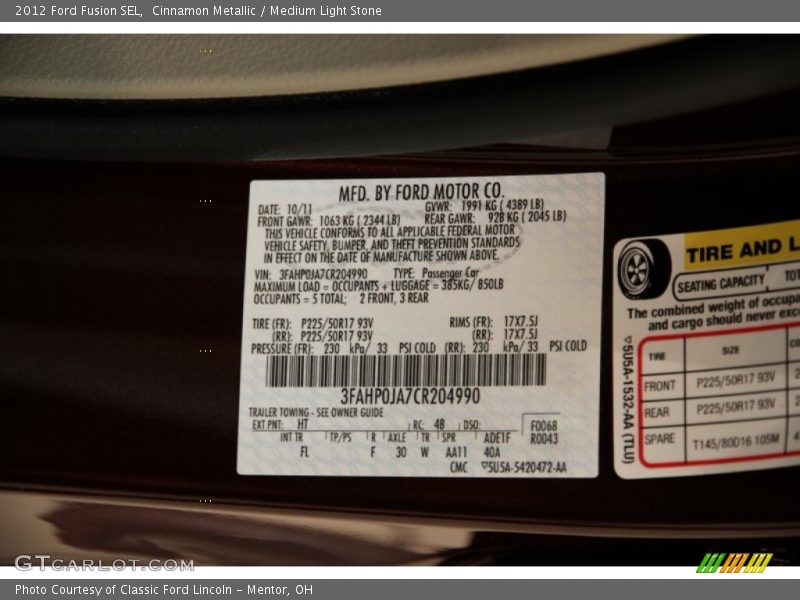 2012 Ford Fusion SEL,  Cinnamon Metallic / Medium Light Stone
MFD. BY FORD MOTOR CO.
DATE: 10/11 GVWR: 1991 KG ( 4389 LB)
FRONT GAWR: 1063 KG ( 2344 LB) REAR GAWR: 928 KG ( 2045 LB)
THIS VEHICLE CONFORMS TO ALL APPLICABLE FEDERAL MOTOR
VEHICLE SAFETY, BUMPER, AND THEFT PREVENTION STANDARDS
IN EFFECT ON THE DATE OF MANUFACTURE SHOWN ABOVE.
VIN: 3FAHP0JA7CR204990 TYPE: Passenger Car
MAXIMUM LOAD = OCCUPANTS + LUGGAGE = 385KG/ 850LB
OCCUPANTS = 5 TOTAL; 2 FRONT, 3 REAR
TIRE (FR): P225/50R17 93V RIMS (FR): 17X7.5J
(RR): P225/50R17 93V (RR): 17X7.5J
PRESSURE (FR): 230 kPa/ 33 PSI COLD (RR): 230 kPa/ 33 PSI COLD
3FAHP0JA7CR204990
TRAILER TOWING - SEE OWNER GUIDE
EXT PNT: HT RC: 48 DSO: F0068
INT TR TP/PS R AXLE TR SPR ADE1F R0043
FL F 30 W AA11 40A
CMC ▽5U5A-5420472-AA
TIRE AND L
SEATING CAPACITY TOT
The combined weight of occupa
and cargo should never exce
▽5U5A-1532-AA (TLU)
TIRE SIZE CO
FRONT P225/50R17 93V 2
REAR P225/50R17 93V 2
SPARE T145/80D16 105M 4
GTCARLOT.COM
Photo Courtesy of Classic Ford Lincoln - Mentor, OH